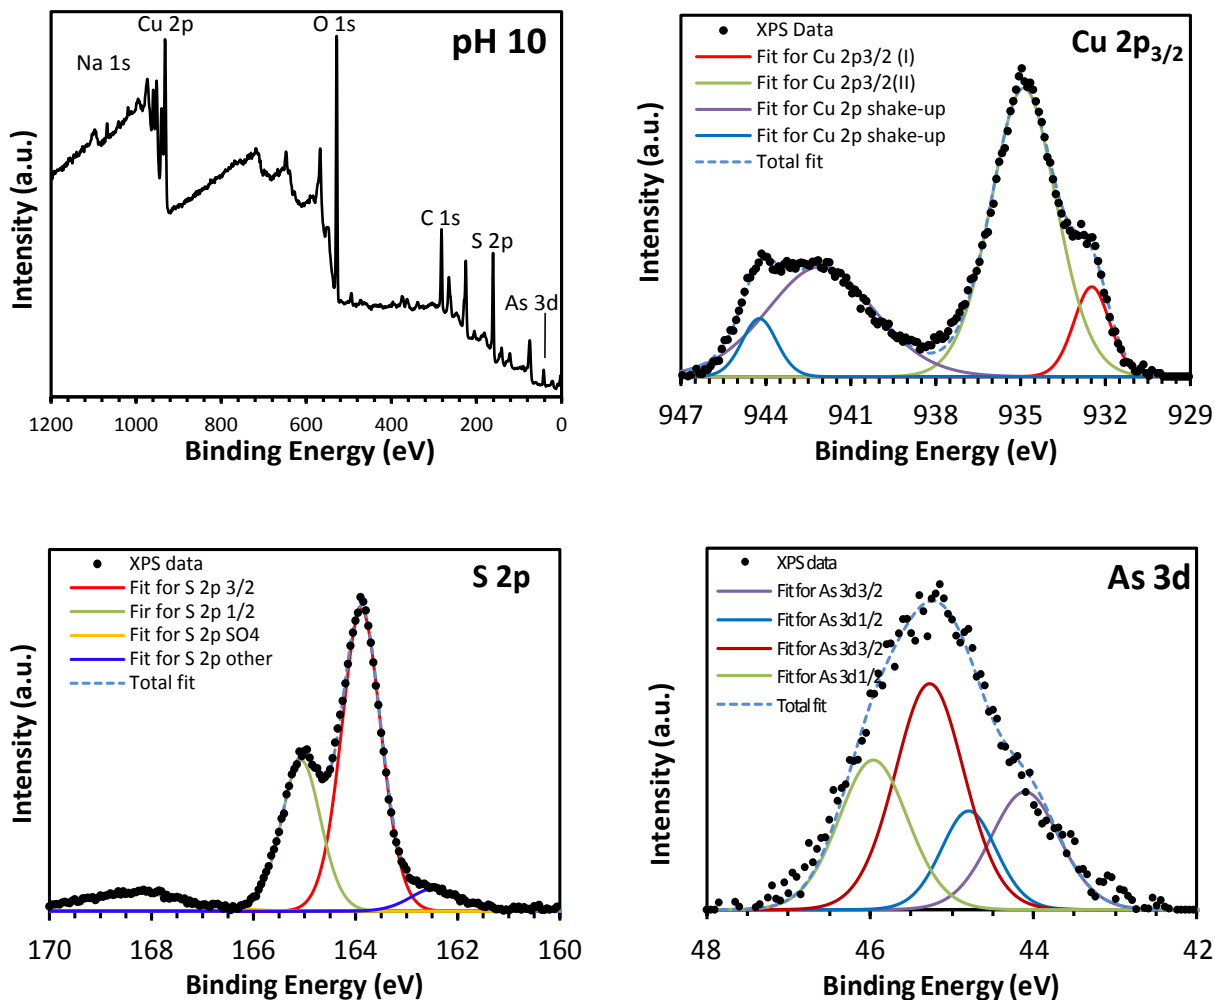 pH 10
Cu 2p
O 1s
Na 1s
C 1s
S 2p
As 3d
Intensity (a.u.)
1200 1000 800 600 400 200 0
Binding Energy (eV)
Cu 2p3/2
XPS Data
Fit for Cu 2p3/2 (I)
Fit for Cu 2p3/2(II)
Fit for Cu 2p shake-up
Fit for Cu 2p shake-up
Total fit
Intensity (a.u.)
947 944 941 938 935 932 929
Binding Energy (eV)
S 2p
XPS data
Fit for S 2p 3/2
Fir for S 2p 1/2
Fit for S 2p SO4
Fit for S 2p other
Total fit
Intensity (a.u.)
170 168 166 164 162 160
Binding Energy (eV)
As 3d
XPS data
Fit for As 3d3/2
Fit for As 3d1/2
Fit for As 3d3/2
Fit for As 3d1/2
Total fit
Intensity (a.u.)
48 46 44 42
Binding Energy (eV)